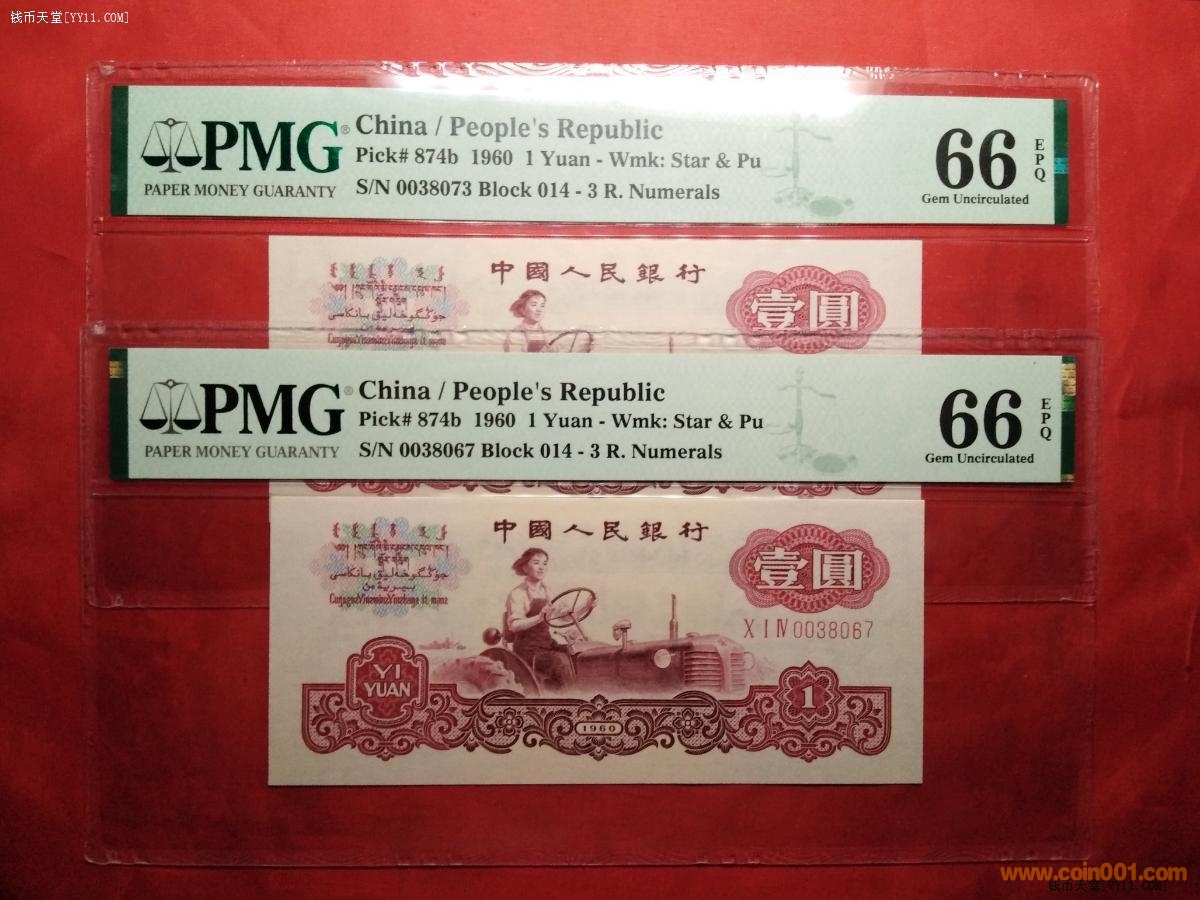 钱币天堂[YY11.COM]
PMG® China / People's Republic
Pick# 874b 1960 1 Yuan - Wmk: Star & Pu
PAPER MONEY GUARANTY
S/N 0038073 Block 014 - 3 R. Numerals
66 EPQ
Gem Uncirculated
中國人民銀行
壹圓
PMG® China / People's Republic
Pick# 874b 1960 1 Yuan - Wmk: Star & Pu
PAPER MONEY GUARANTY
S/N 0038067 Block 014 - 3 R. Numerals
66 EPQ
Gem Uncirculated
中國人民銀行
壹圓
X I IV 0038067
YI
YUAN
1
1960
www.coin001.com
钱币天堂[YY11.COM]